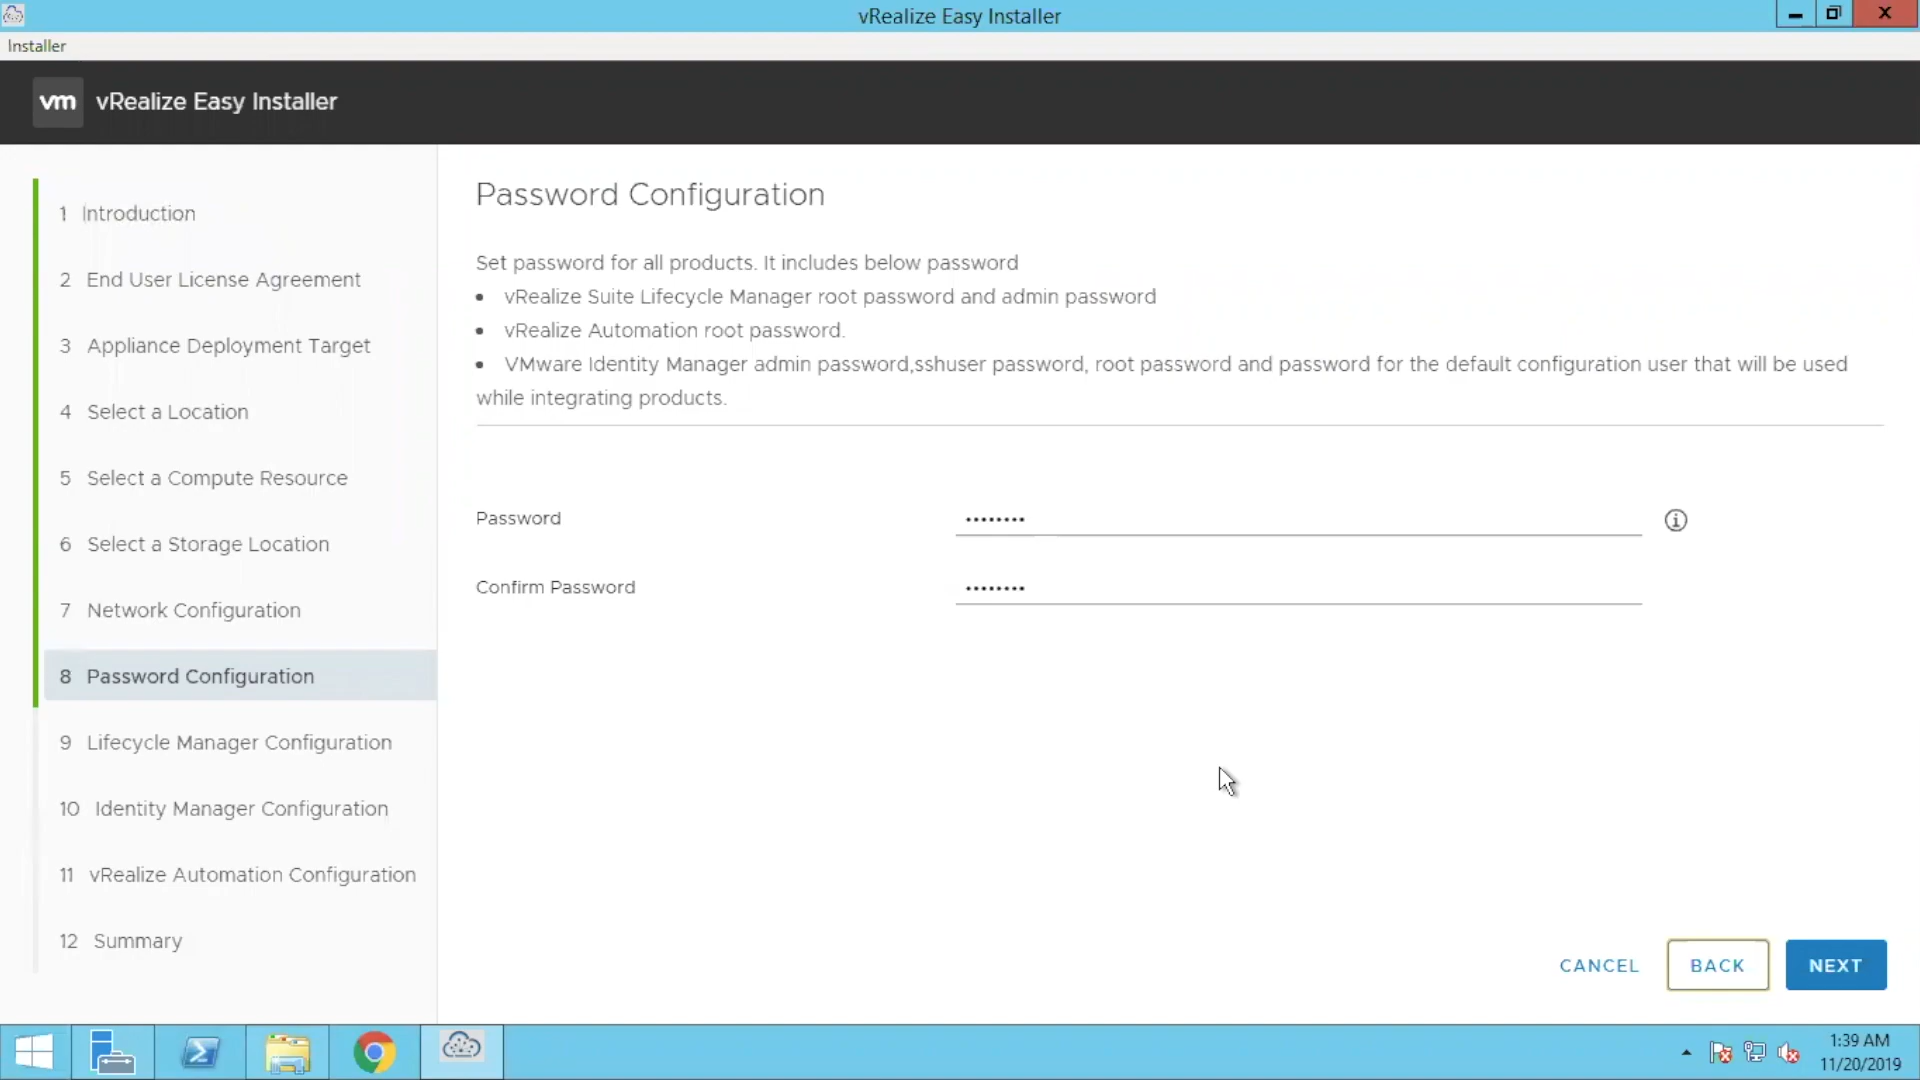 vRealize Easy Installer
Installer
vm vRealize Easy Installer
1 Introduction
2 End User License Agreement
3 Appliance Deployment Target
4 Select a Location
5 Select a Compute Resource
6 Select a Storage Location
7 Network Configuration
8 Password Configuration
9 Lifecycle Manager Configuration
10 Identity Manager Configuration
11 vRealize Automation Configuration
12 Summary
Password Configuration
Set password for all products. It includes below password
• vRealize Suite Lifecycle Manager root password and admin password
• vRealize Automation root password.
• VMware Identity Manager admin password,sshuser password, root password and password for the default configuration user that will be used
while integrating products.
Password ••••••••
Confirm Password ••••••••
CANCEL BACK NEXT
1:39 AM
11/20/2019